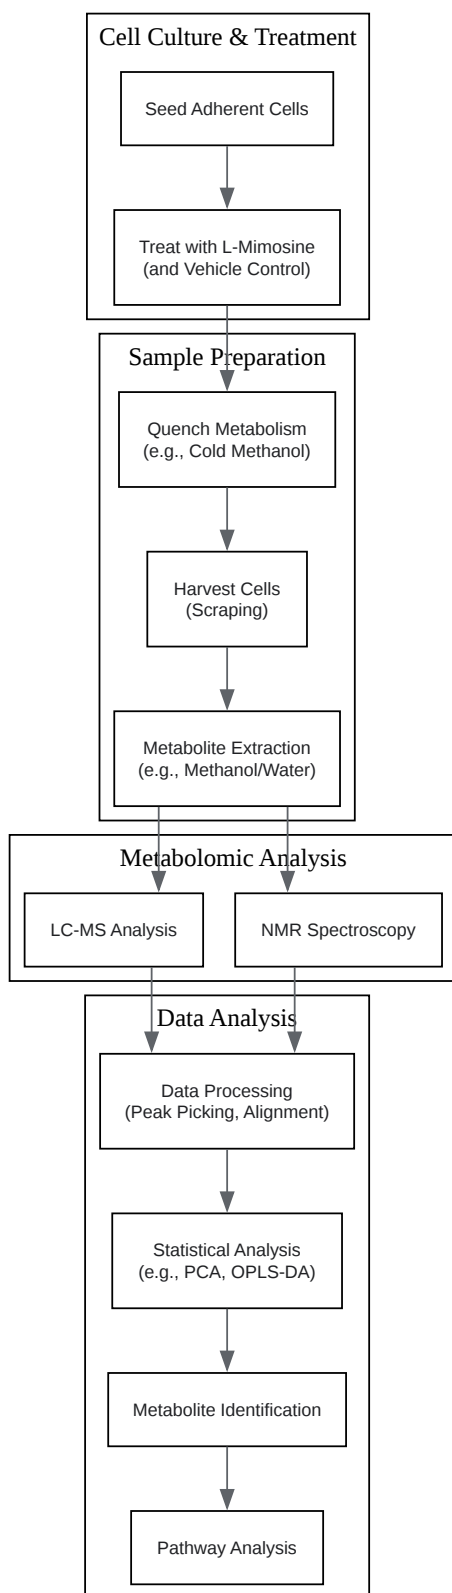 Cell Culture & Treatment
Seed Adherent Cells
Treat with L-Mimosine
(and Vehicle Control)
Sample Preparation
Quench Metabolism
(e.g., Cold Methanol)
Harvest Cells
(Scraping)
Metabolite Extraction
(e.g., Methanol/Water)
Metabolomic Analysis
LC-MS Analysis
NMR Spectroscopy
Data Analysis
Data Processing
(Peak Picking, Alignment)
Statistical Analysis
(e.g., PCA, OPLS-DA)
Metabolite Identification
Pathway Analysis